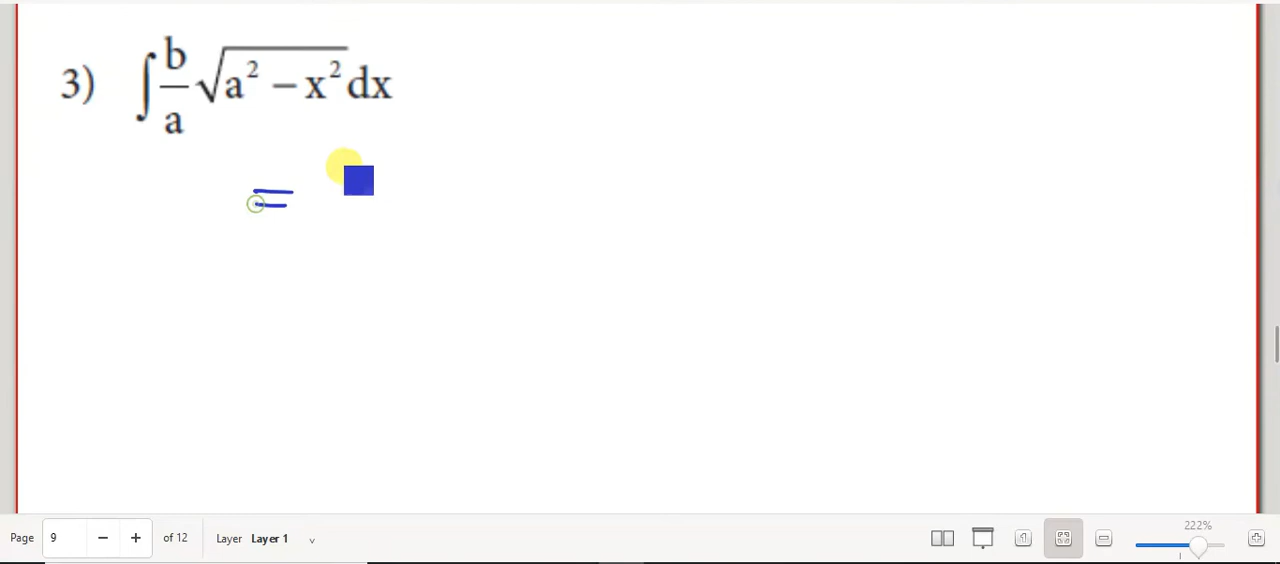 3) ∫ b/a √(a² − x²) dx
=
Page 9 − + of 12 Layer Layer 1 222%